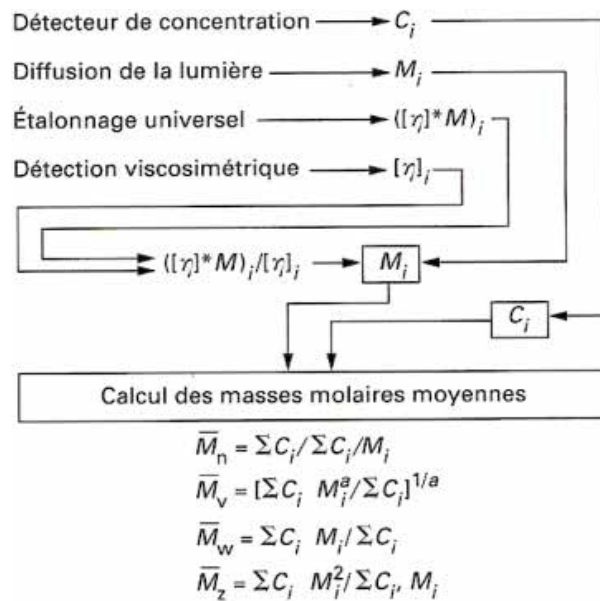 Détecteur de concentration C_i
Diffusion de la lumière M_i
Étalonnage universel ([η]*M)_i
Détection viscosimétrique [η]_i
([η]*M)_i/[η]_i M_i
C_i
Calcul des masses molaires moyennes
M̅_n = ΣC_i/ΣC_i/M_i
M̅_v = [ΣC_i M_i^a/ΣC_i]^1/a
M̅_w = ΣC_i M_i/ΣC_i
M̅_z = ΣC_i M_i^2/ΣC_i, M_i